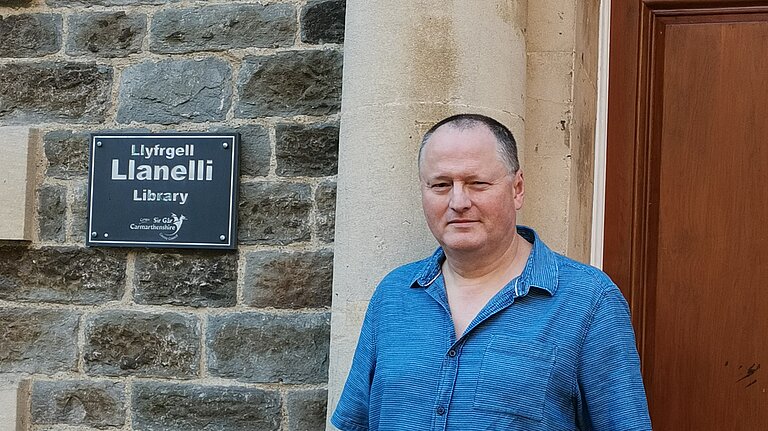 Llyfrgell
Llanelli
Library
Sir Gâr
Carmarthenshire